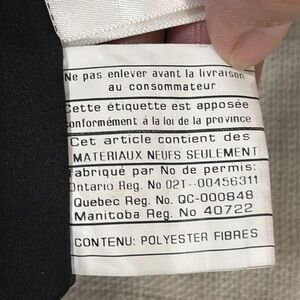 Ne pas enlever avant la livraison
au consommateur
Cette étiquette est apposée
conformément á la loi de la province
Cet article contient des
MATERIAUX NEUFS SEULEMENT
Fabriqué par No de permis:
Ontario Reg. No 02T--00456311
Quebec Reg. No. QC-000848
Manitoba Reg. No 40722
CONTENU: POLYESTER FIBRES